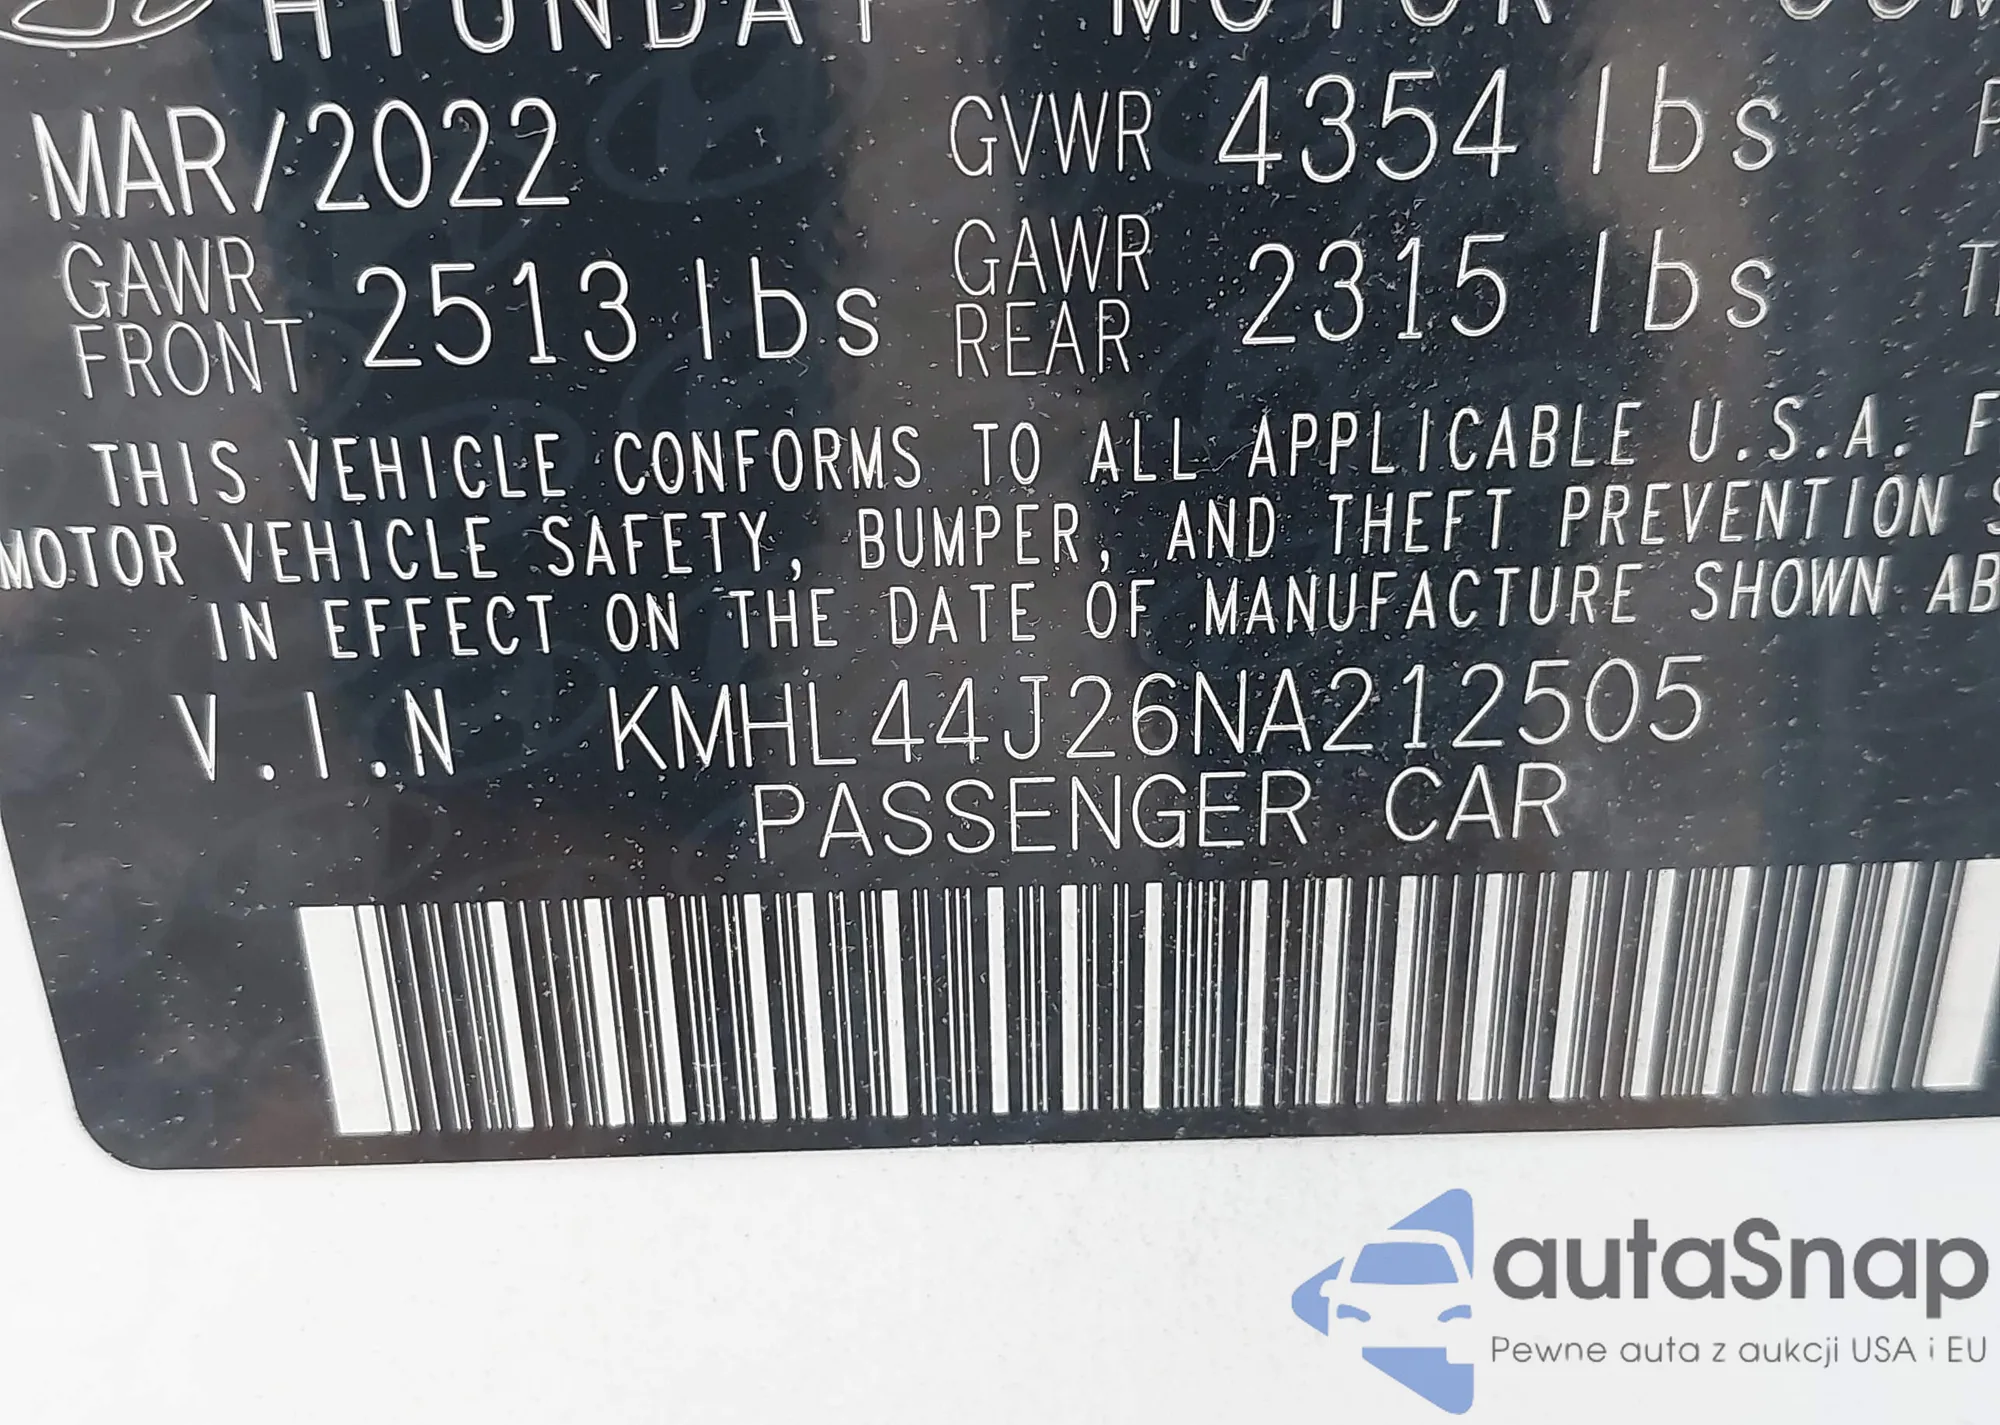 HYUNDAI MOTOR COM
MAR/2022 GVWR 4354 lbs
GAWR FRONT 2513 lbs GAWR REAR 2315 lbs
THIS VEHICLE CONFORMS TO ALL APPLICABLE U.S.A. F
MOTOR VEHICLE SAFETY, BUMPER, AND THEFT PREVENTION S
IN EFFECT ON THE DATE OF MANUFACTURE SHOWN AB
V.I.N KMHL44J26NA212505
PASSENGER CAR
autaSnap
Pewne auta z aukcji USA i EU